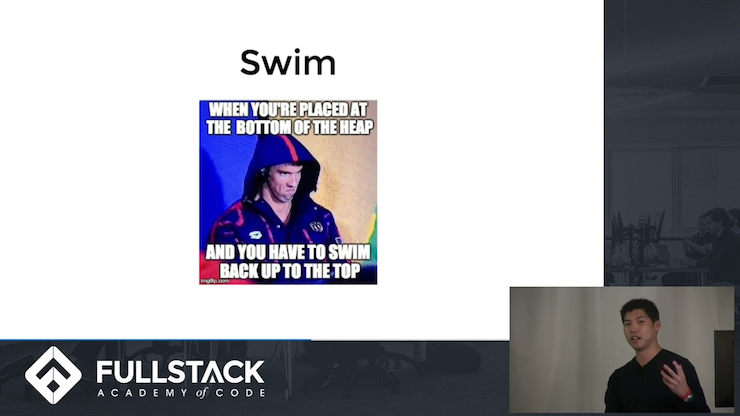 Swim
WHEN YOU'RE PLACED AT
THE BOTTOM OF THE HEAP
AND YOU HAVE TO SWIM
BACK UP TO THE TOP
imgflip.com
FULLSTACK
ACADEMY of CODE